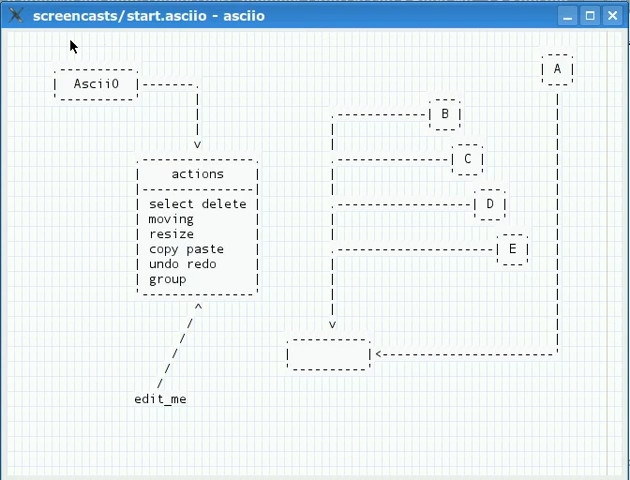 screencasts/start.asciio - asciio
A
AsciiO
B
C
actions
D
select delete
moving
resize
copy paste
E
undo redo
group
edit_me